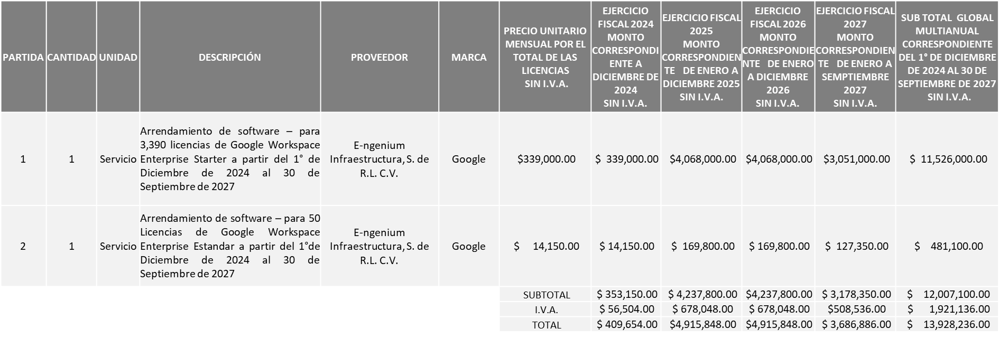 PARTIDA
CANTIDAD
UNIDAD
DESCRIPCIÓN
PROVEEDOR
MARCA
PRECIO UNITARIO
MENSUAL POR EL
TOTAL DE LAS
LICENCIAS
SIN I.V.A.
EJERCICIO
FISCAL 2024
MONTO
CORRESPONDI
ENTE A
DICIEMBRE DE
2024
SIN I.V.A.
EJERCICIO FISCAL
2025
MONTO
CORRESPONDIEN
TE DE ENERO A
DICIEMBRE 2025
SIN I.V.A.
EJERCICIO
FISCAL 2026
MONTO
CORRESPONDIE
NTE DE ENERO
A DICIEMBRE
2026
SIN I.V.A.
EJERCICIO FISCAL
2027
MONTO
CORRESPONDIEN
TE DE ENERO A
SEMPTIEMBRE
2027
SIN I.V.A.
SUB TOTAL GLOBAL
MULTIANUAL
CORRESPONDIENTE
DEL 1° DE DICIEMBRE
DE 2024 AL 30 DE
SEPTIEMBRE DE 2027
SIN I.V.A.
1
1
Servicio
Arrendamiento de software – para
3,390 licencias de Google Workspace
Enterprise Starter a partir del 1° de
Diciembre de 2024 al 30 de
Septiembre de 2027
E-ngenium
Infraestructura, S. de
R.L. C.V.
Google
$339,000.00
$ 339,000.00
$4,068,000.00
$4,068,000.00
$3,051,000.00
$ 11,526,000.00
2
1
Servicio
Arrendamiento de software – para 50
Licencias de Google Workspace
Enterprise Estandar a partir del 1°de
Diciembre de 2024 al 30 de
Septiembre de 2027
E-ngenium
Infraestructura, S. de
R.L. C.V.
Google
$ 14,150.00
$ 14,150.00
$ 169,800.00
$ 169,800.00
$ 127,350.00
$ 481,100.00
SUBTOTAL $ 353,150.00 $ 4,237,800.00 $4,237,800.00 $ 3,178,350.00 $ 12,007,100.00
I.V.A. $ 56,504.00 $ 678,048.00 $ 678,048.00 $508,536.00 $ 1,921,136.00
TOTAL $ 409,654.00 $4,915,848.00 $4,915,848.00 $ 3,686,886.00 $ 13,928,236.00